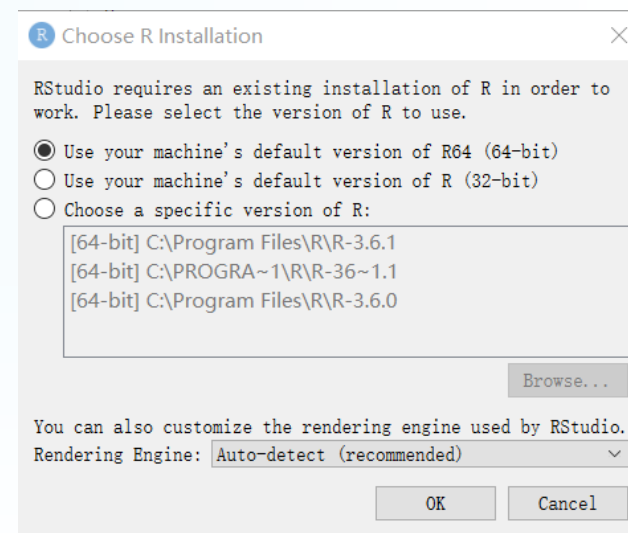 R Choose R Installation
RStudio requires an existing installation of R in order to
work. Please select the version of R to use.
Use your machine's default version of R64 (64-bit)
Use your machine's default version of R (32-bit)
Choose a specific version of R:
[64-bit] C:\Program Files\R\R-3.6.1
[64-bit] C:\PROGRA~1\R\R-36~1.1
[64-bit] C:\Program Files\R\R-3.6.0
Browse...
You can also customize the rendering engine used by RStudio.
Rendering Engine: Auto-detect (recommended)
OK Cancel